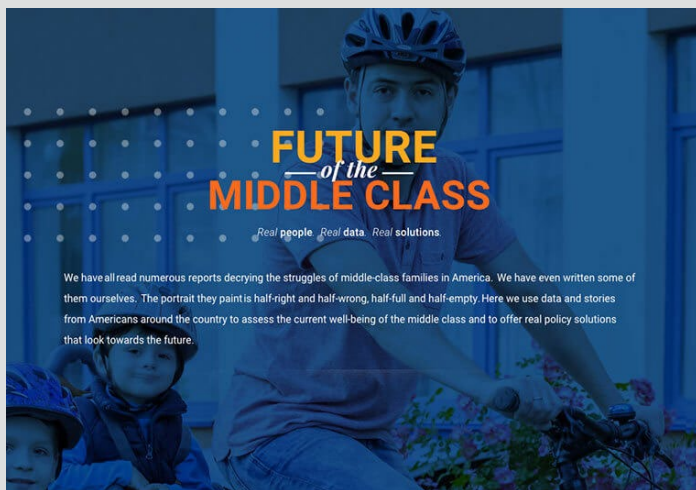 FUTURE
of the
MIDDLE CLASS
Real people. Real data. Real solutions.
We have all read numerous reports decrying the struggles of middle-class families in America. We have even written some of
them ourselves. The portrait they paint is half-right and half-wrong, half-full and half-empty. Here we use data and stories
from Americans around the country to assess the current well-being of the middle class and to offer real policy solutions
that look towards the future.